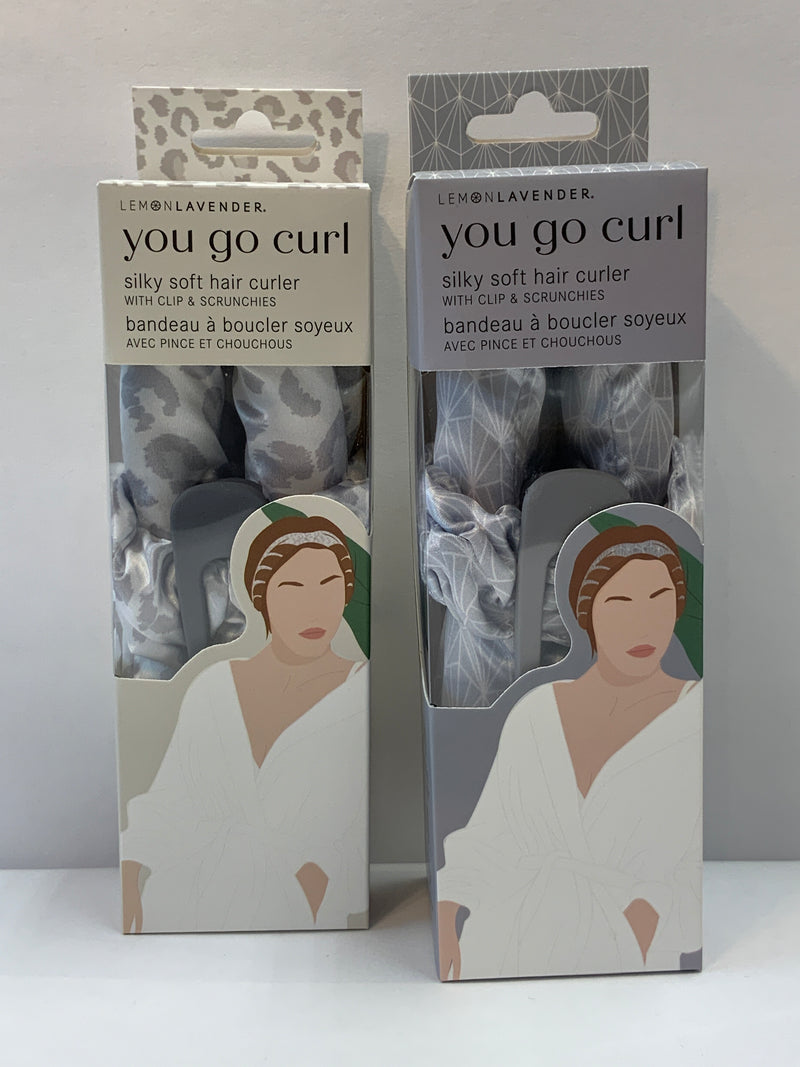 LEMONLAVENDER®
you go curl
silky soft hair curler
WITH CLIP & SCRUNCHIES
bandeau à boucler soyeux
AVEC PINCE ET CHOUCHOUS
LEMONLAVENDER®
you go curl
silky soft hair curler
WITH CLIP & SCRUNCHIES
bandeau à boucler soyeux
AVEC PINCE ET CHOUCHOUS